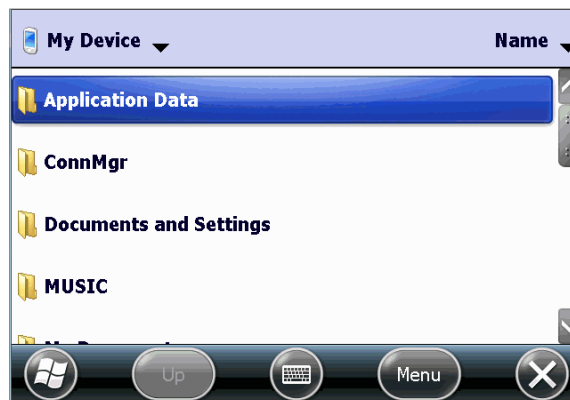 My Device Name
Application Data
ConnMgr
Documents and Settings
MUSIC
Up Menu